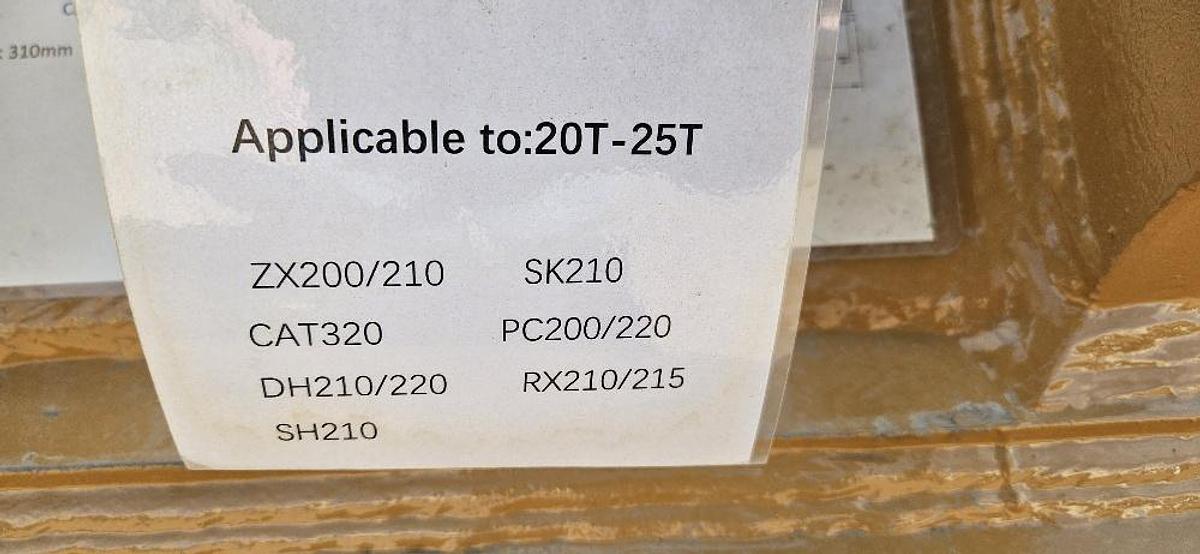 310mm
Applicable to:20T-25T
ZX200/210 SK210
CAT320 PC200/220
DH210/220 RX210/215
SH210